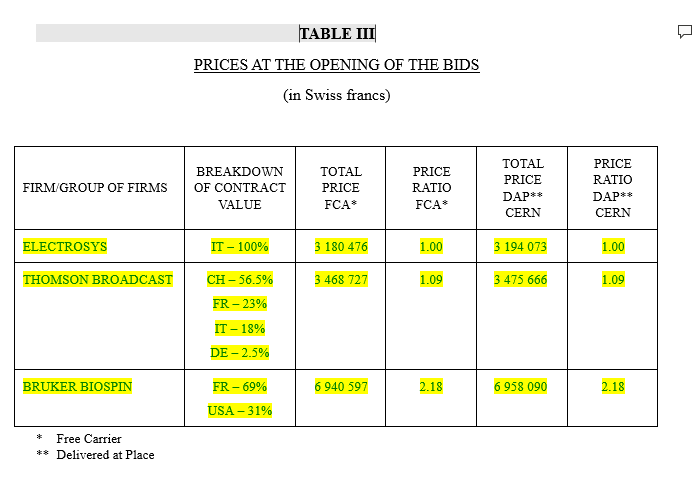 TABLE III
PRICES AT THE OPENING OF THE BIDS
(in Swiss francs)
FIRM/GROUP OF FIRMS
BREAKDOWN
OF CONTRACT
VALUE
TOTAL
PRICE
FCA*
PRICE
RATIO
FCA*
TOTAL
PRICE
DAP**
CERN
PRICE
RATIO
DAP**
CERN
ELECTROSYS IT – 100% 3 180 476 1.00 3 194 073 1.00
THOMSON BROADCAST CH – 56.5% 3 468 727 1.09 3 475 666 1.09
FR – 23%
IT – 18%
DE – 2.5%
BRUKER BIOSPIN FR – 69% 6 940 597 2.18 6 958 090 2.18
USA – 31%
* Free Carrier
** Delivered at Place